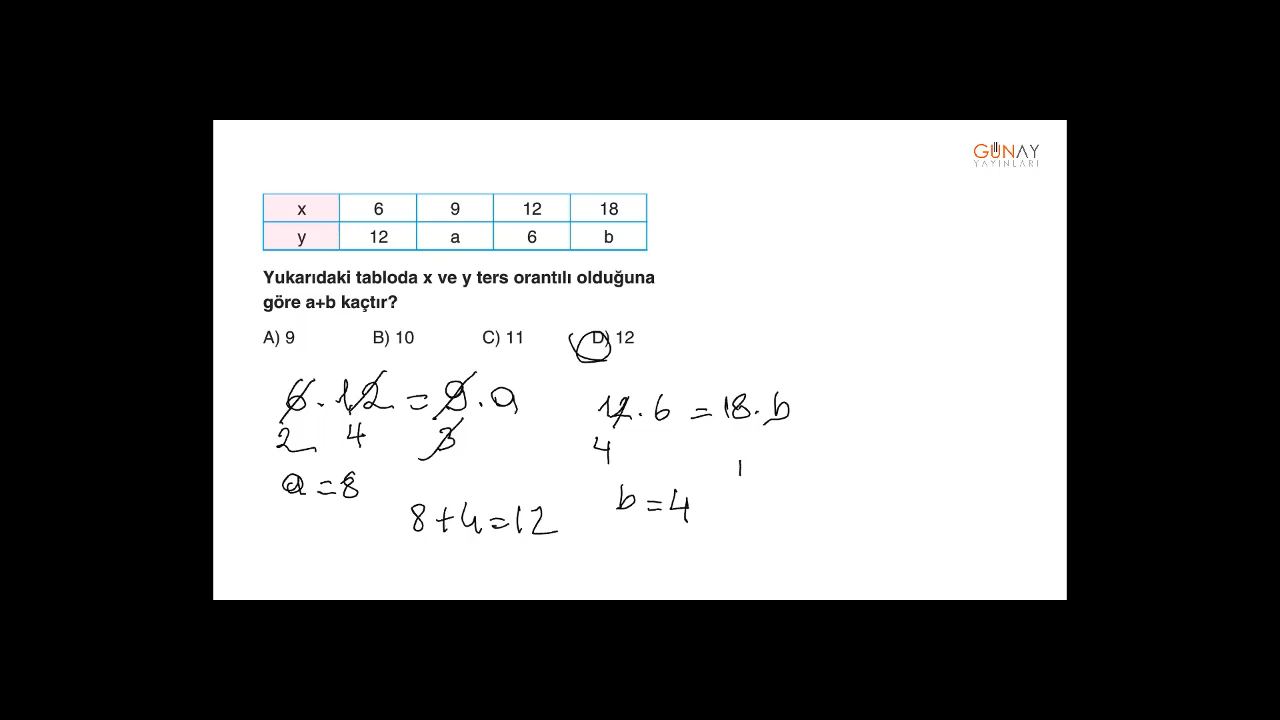 GÜNAY
YAYINLARI
x 6 9 12 18
y 12 a 6 b
Yukarıdaki tabloda x ve y ters orantılı olduğuna
göre a+b kaçtır?
A) 9 B) 10 C) 11 D) 12
6.12=9.a
12.6=18.b
2 4 3
4
a=8
1
b=4
8+4=12